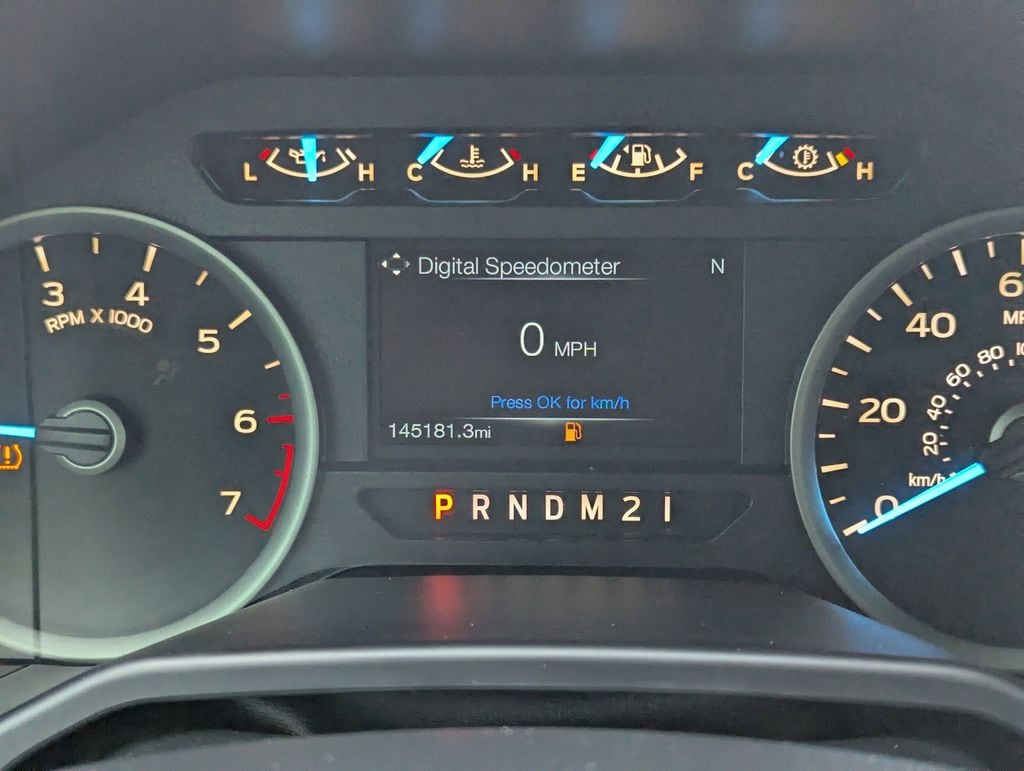 L H C H E F C H
Digital Speedometer N
0 MPH
Press OK for km/h
145181.3mi
P R N D M 2 1
3 4 5 6 7
RPM X 1000
0 20 40
20 40 60 80
km/h